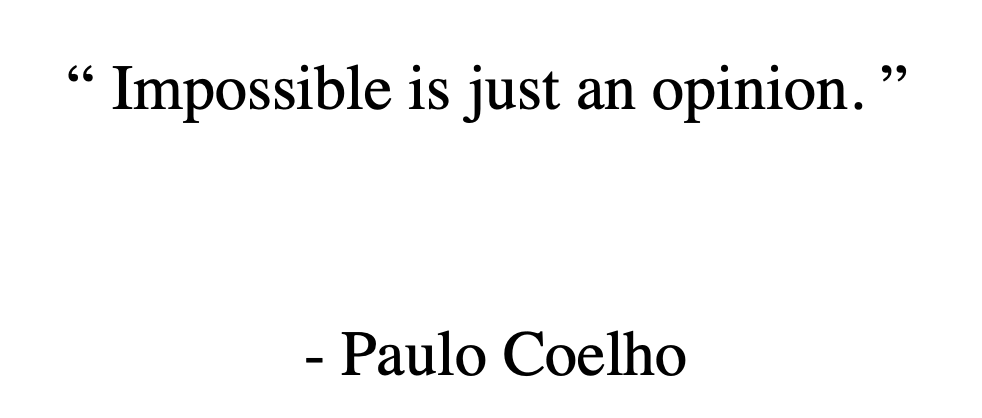 “ Impossible is just an opinion. ”
- Paulo Coelho